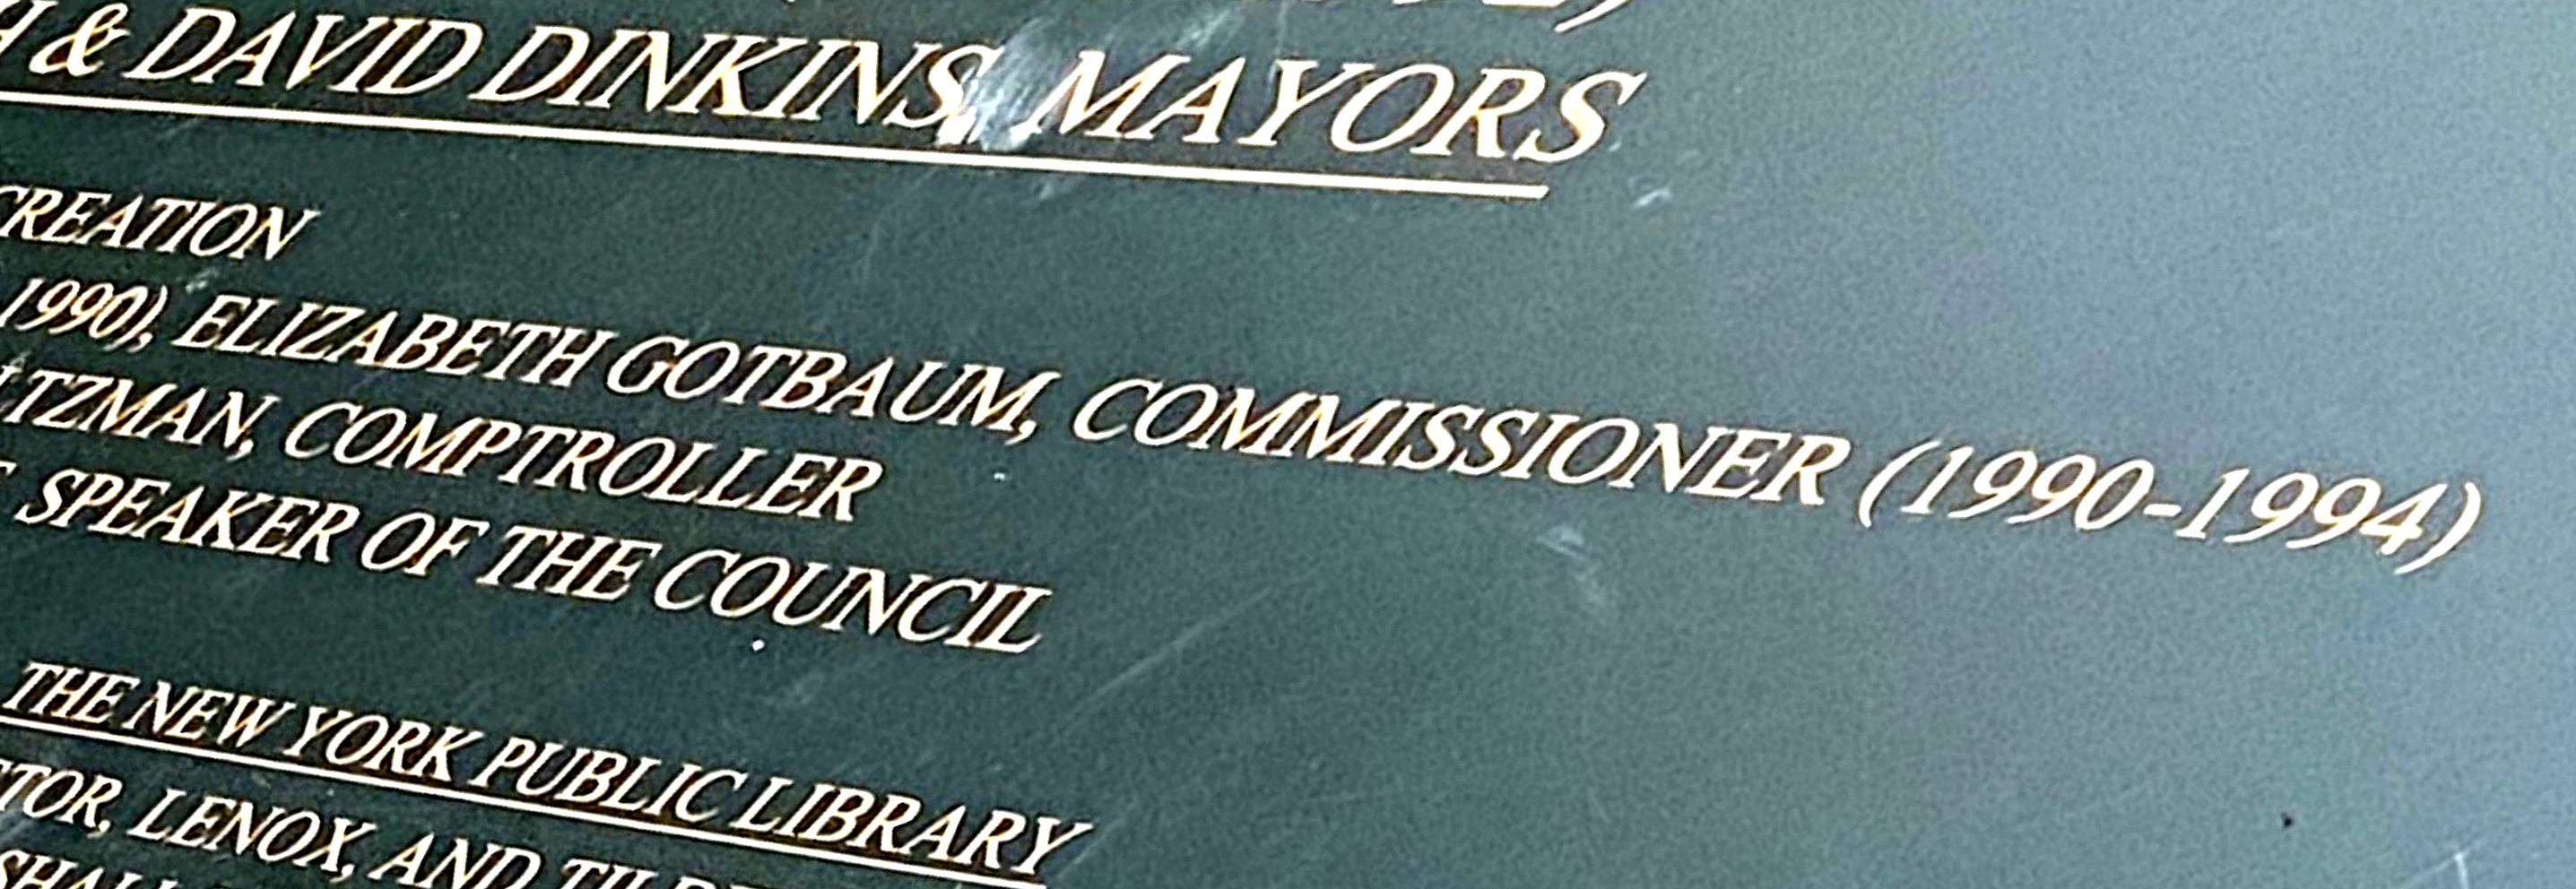 & DAVID DINKINS, MAYORS
CREATION
1990), ELIZABETH GOTBAUM, COMMISSIONER (1990-1994)
LTZMAN, COMPTROLLER
SPEAKER OF THE COUNCIL
THE NEW YORK PUBLIC LIBRARY
TOR, LENOX, AND